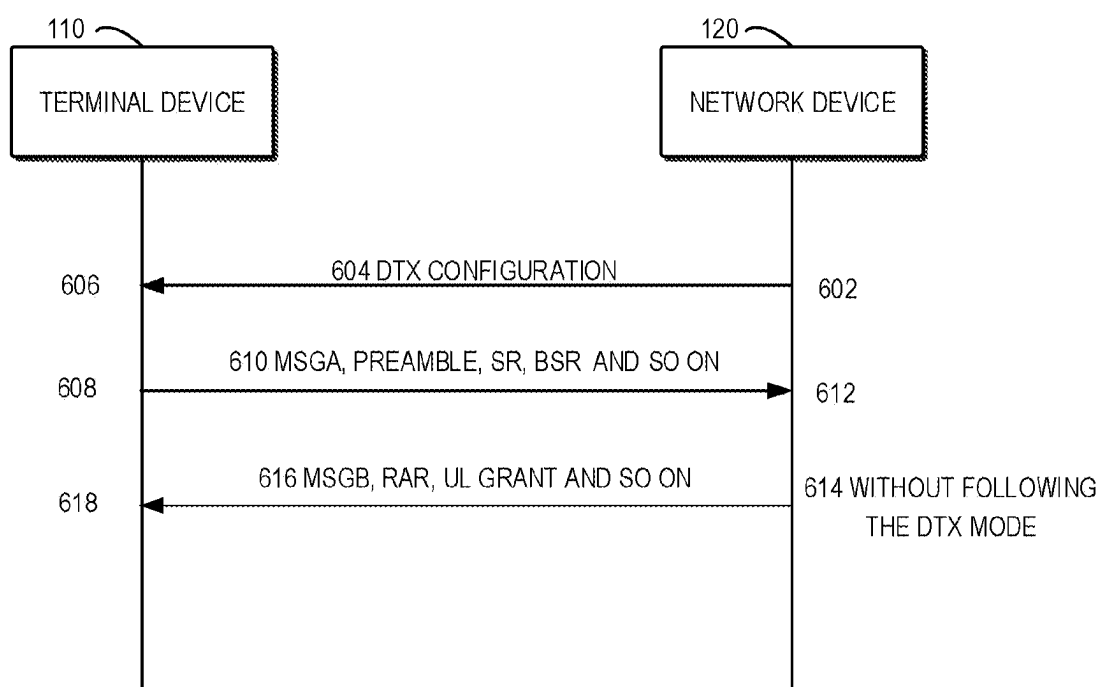 110
120
TERMINAL DEVICE
NETWORK DEVICE
604 DTX CONFIGURATION
606
602
610 MSGA, PREAMBLE, SR, BSR AND SO ON
608
612
616 MSGB, RAR, UL GRANT AND SO ON
618
614 WITHOUT FOLLOWING
THE DTX MODE